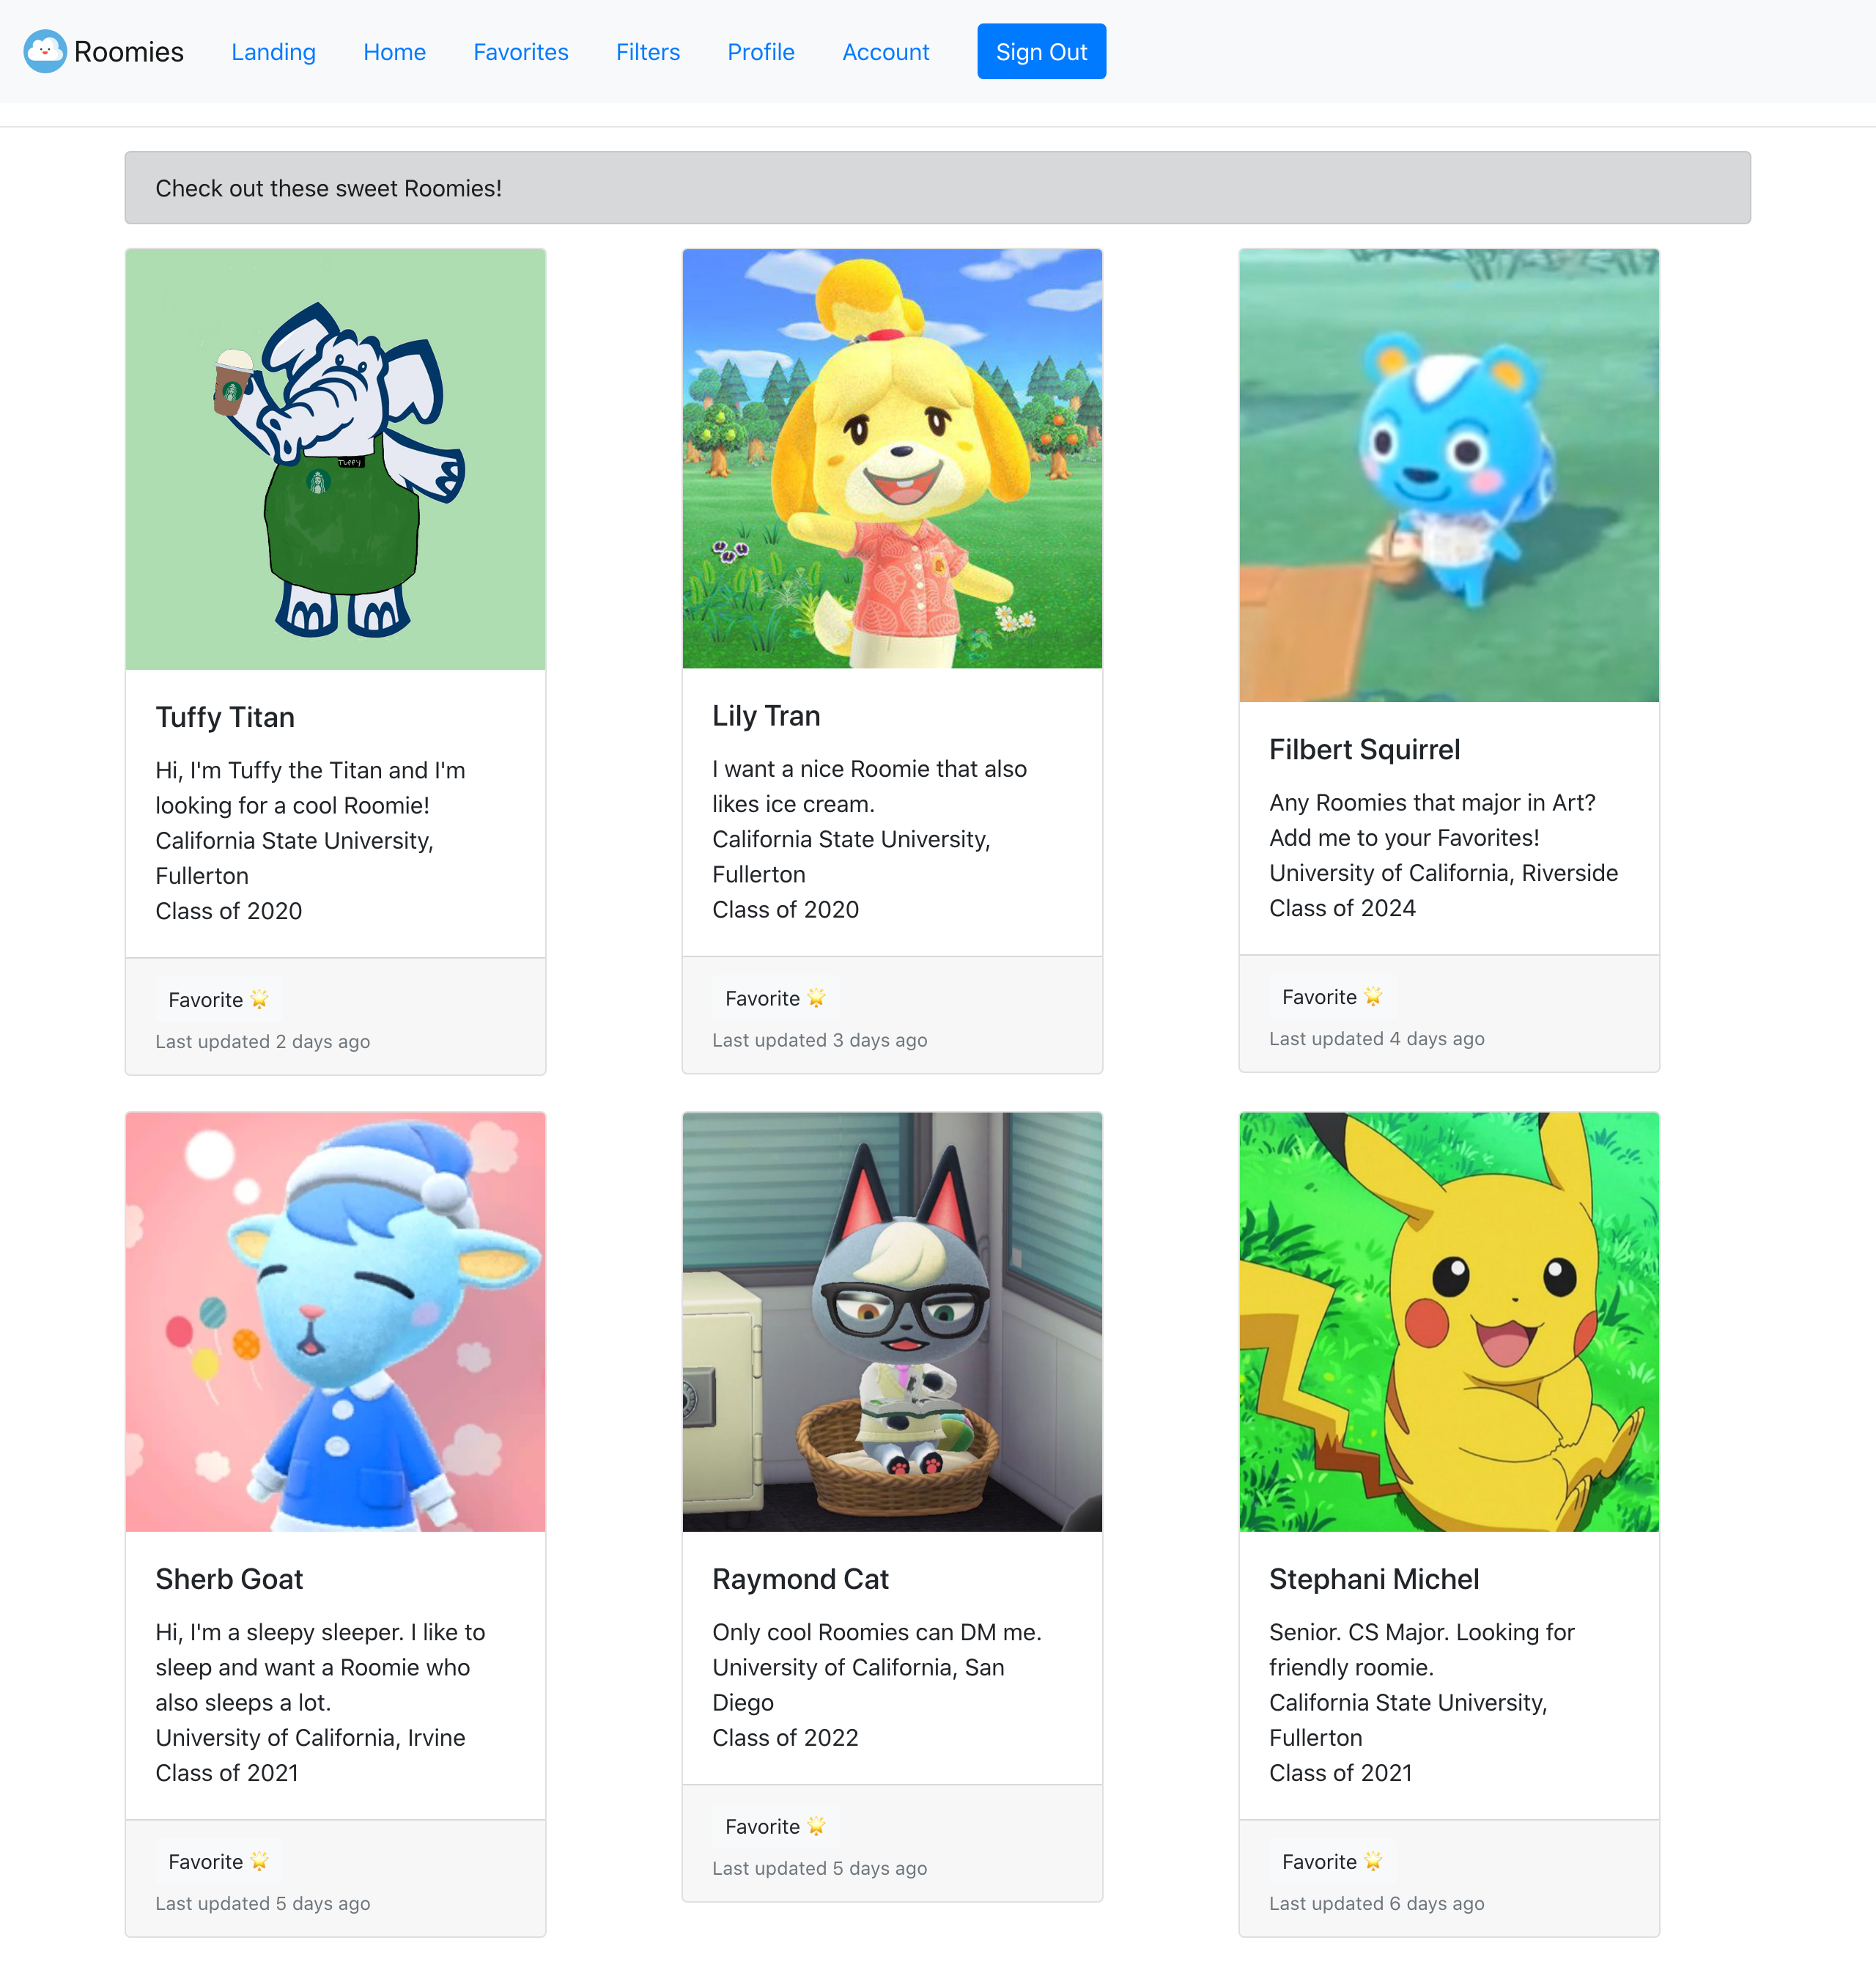 Roomies Landing Home Favorites Filters Profile Account Sign Out
Check out these sweet Roomies!
Tuffy
Tuffy Titan
Hi, I'm Tuffy the Titan and I'm
looking for a cool Roomie!
California State University,
Fullerton
Class of 2020
Favorite 🌟
Last updated 2 days ago
Lily Tran
I want a nice Roomie that also
likes ice cream.
California State University,
Fullerton
Class of 2020
Favorite 🌟
Last updated 3 days ago
Filbert Squirrel
Any Roomies that major in Art?
Add me to your Favorites!
University of California, Riverside
Class of 2024
Favorite 🌟
Last updated 4 days ago
Sherb Goat
Hi, I'm a sleepy sleeper. I like to
sleep and want a Roomie who
also sleeps a lot.
University of California, Irvine
Class of 2021
Favorite 🌟
Last updated 5 days ago
Raymond Cat
Only cool Roomies can DM me.
University of California, San
Diego
Class of 2022
Favorite 🌟
Last updated 5 days ago
Stephani Michel
Senior. CS Major. Looking for
friendly roomie.
California State University,
Fullerton
Class of 2021
Favorite 🌟
Last updated 6 days ago